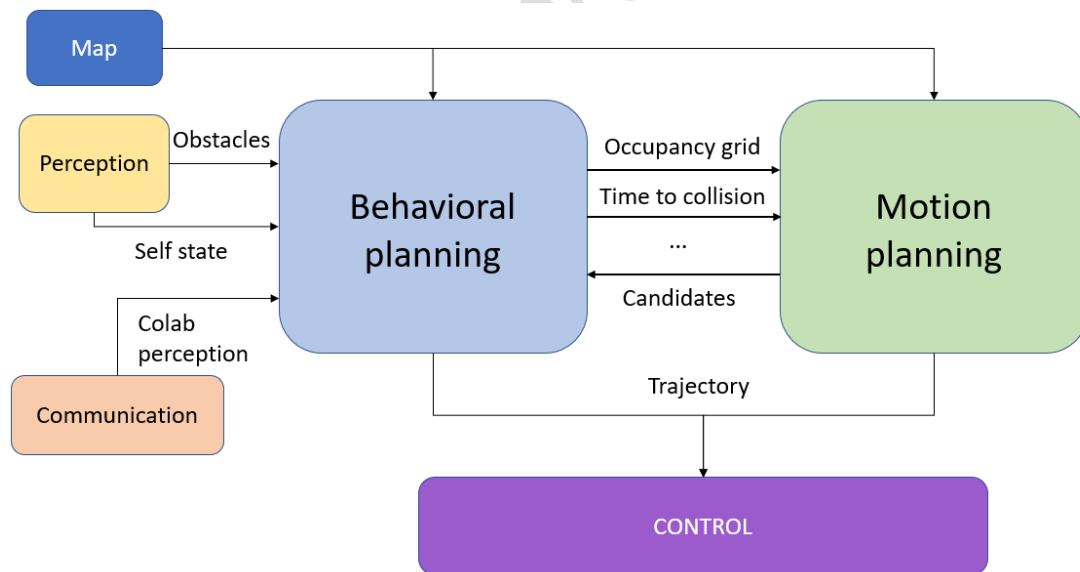 Map
Perception
Obstacles
Self state
Colab
perception
Communication
Behavioral
planning
Occupancy grid
Time to collision
...
Candidates
Motion
planning
Trajectory
CONTROL